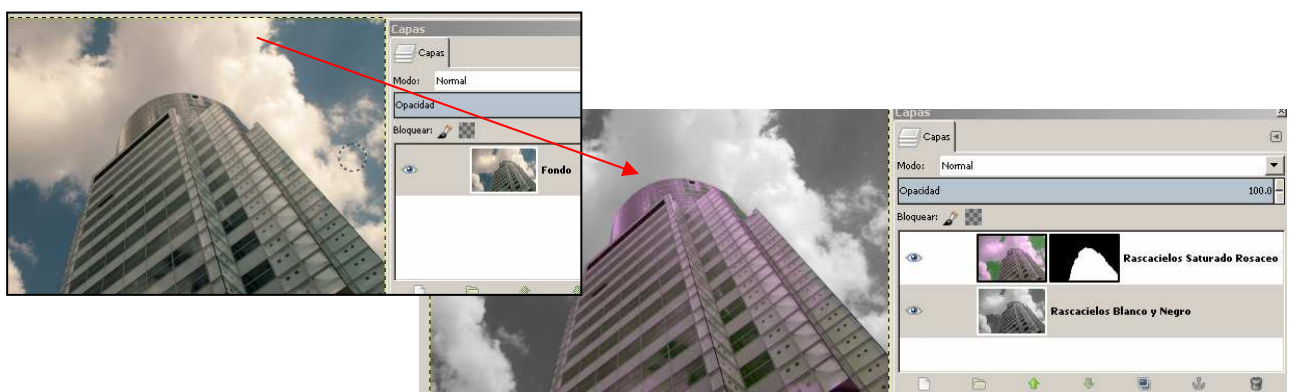 Capas
Capas
Modo: Normal
Opacidad
Bloquear:
Fondo
Capas
Capas
Modo: Normal
Opacidad 100.0
Bloquear:
Rascacielos Saturado Rosaceo
Rascacielos Blanco y Negro